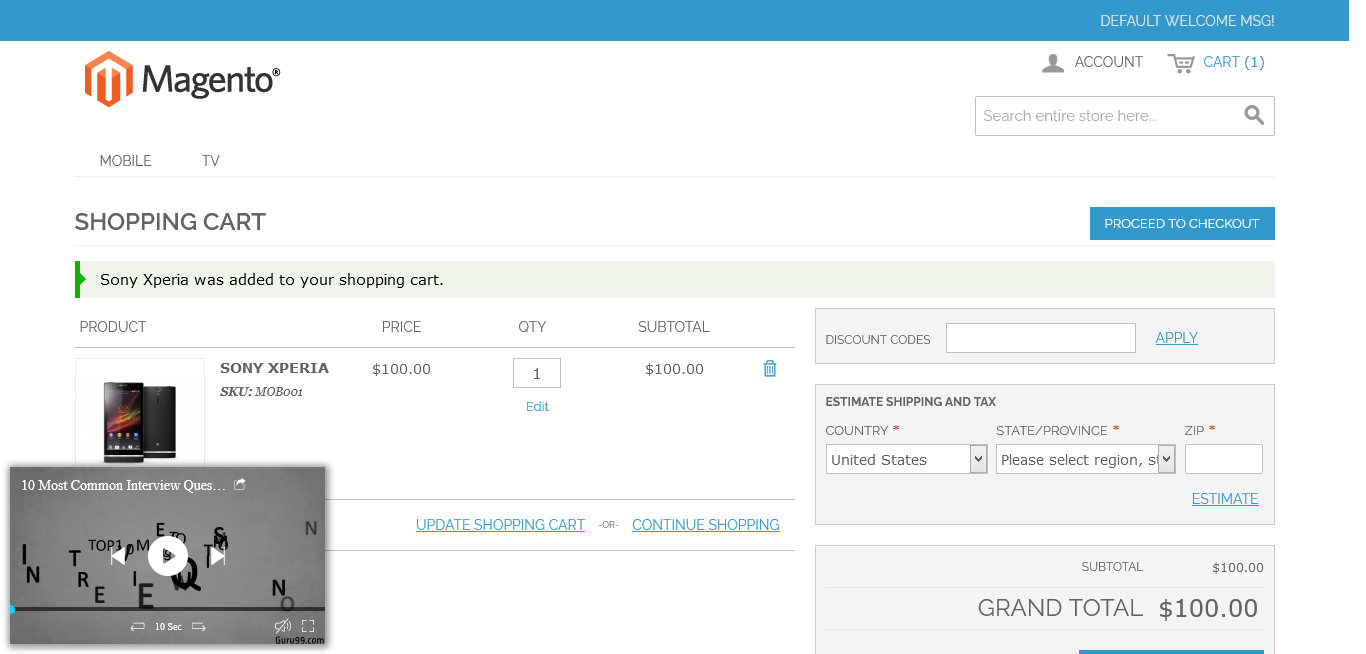 DEFAULT WELCOME MSG!
Magento®
ACCOUNT
CART (1)
Search entire store here...
MOBILE
TV
SHOPPING CART
PROCEED TO CHECKOUT
Sony Xperia was added to your shopping cart.
PRODUCT
PRICE
QTY
SUBTOTAL
SONY XPERIA
SKU: MOB001
$100.00
1
Edit
$100.00
UPDATE SHOPPING CART
-OR-
CONTINUE SHOPPING
DISCOUNT CODES
APPLY
ESTIMATE SHIPPING AND TAX
COUNTRY *
STATE/PROVINCE *
ZIP *
United States
Please select region, st
ESTIMATE
SUBTOTAL
$100.00
GRAND TOTAL
$100.00
10 Most Common Interview Ques...
TOP10
10 Sec
Guru99.com